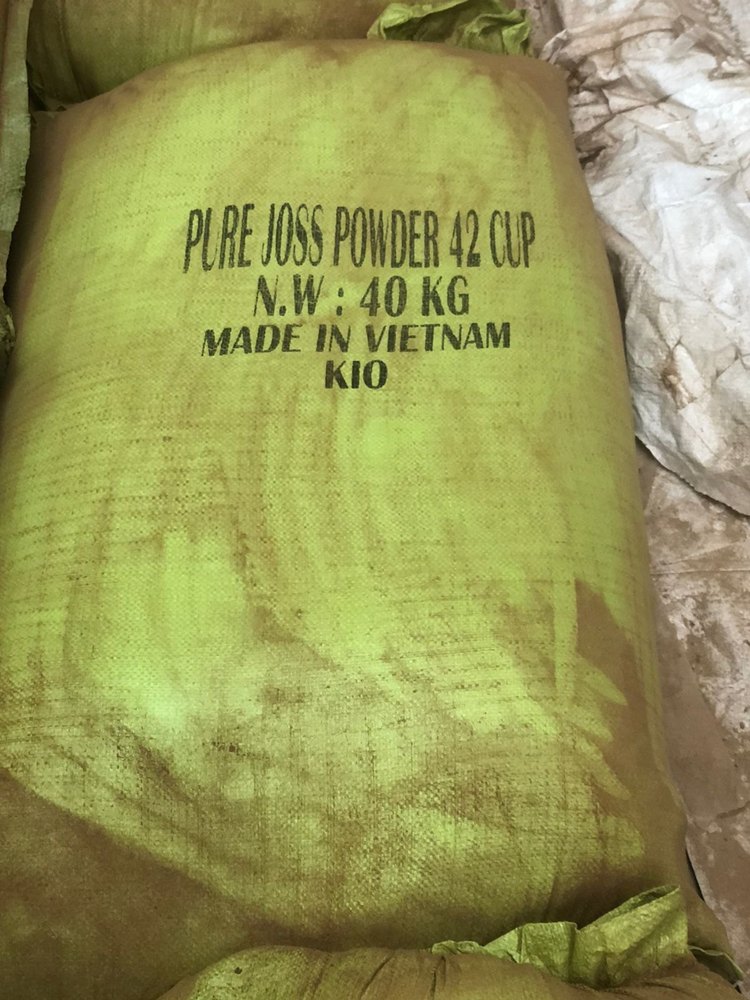 PURE JOSS POWDER 42 CUP
N.W : 40 KG
MADE IN VIETNAM
KIO